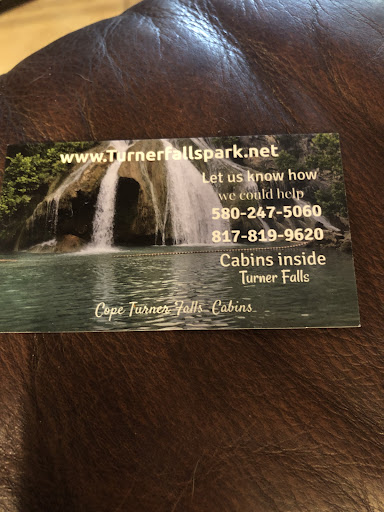 www.Turnerfallspark.net
Let us know how
we could help
580-247-5060
817-819-9620
Cabins inside
Turner Falls
Cope Turner Falls Cabins